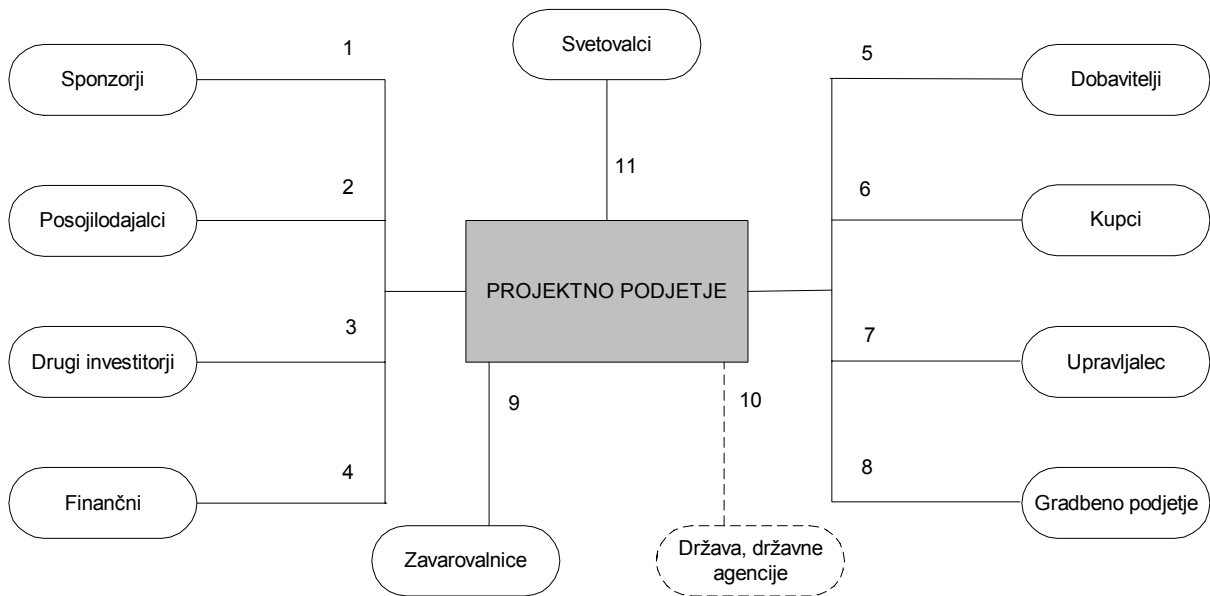 Svetovalci
1
5
Sponzorji
Dobavitelji
11
2
6
Posojilodajalci
Kupci
PROJEKTNO PODJETJE
3
7
Drugi investitorji
Upravljalec
9
10
4
8
Finančni
Gradbeno podjetje
Zavarovalnice
Država, državne
agencije